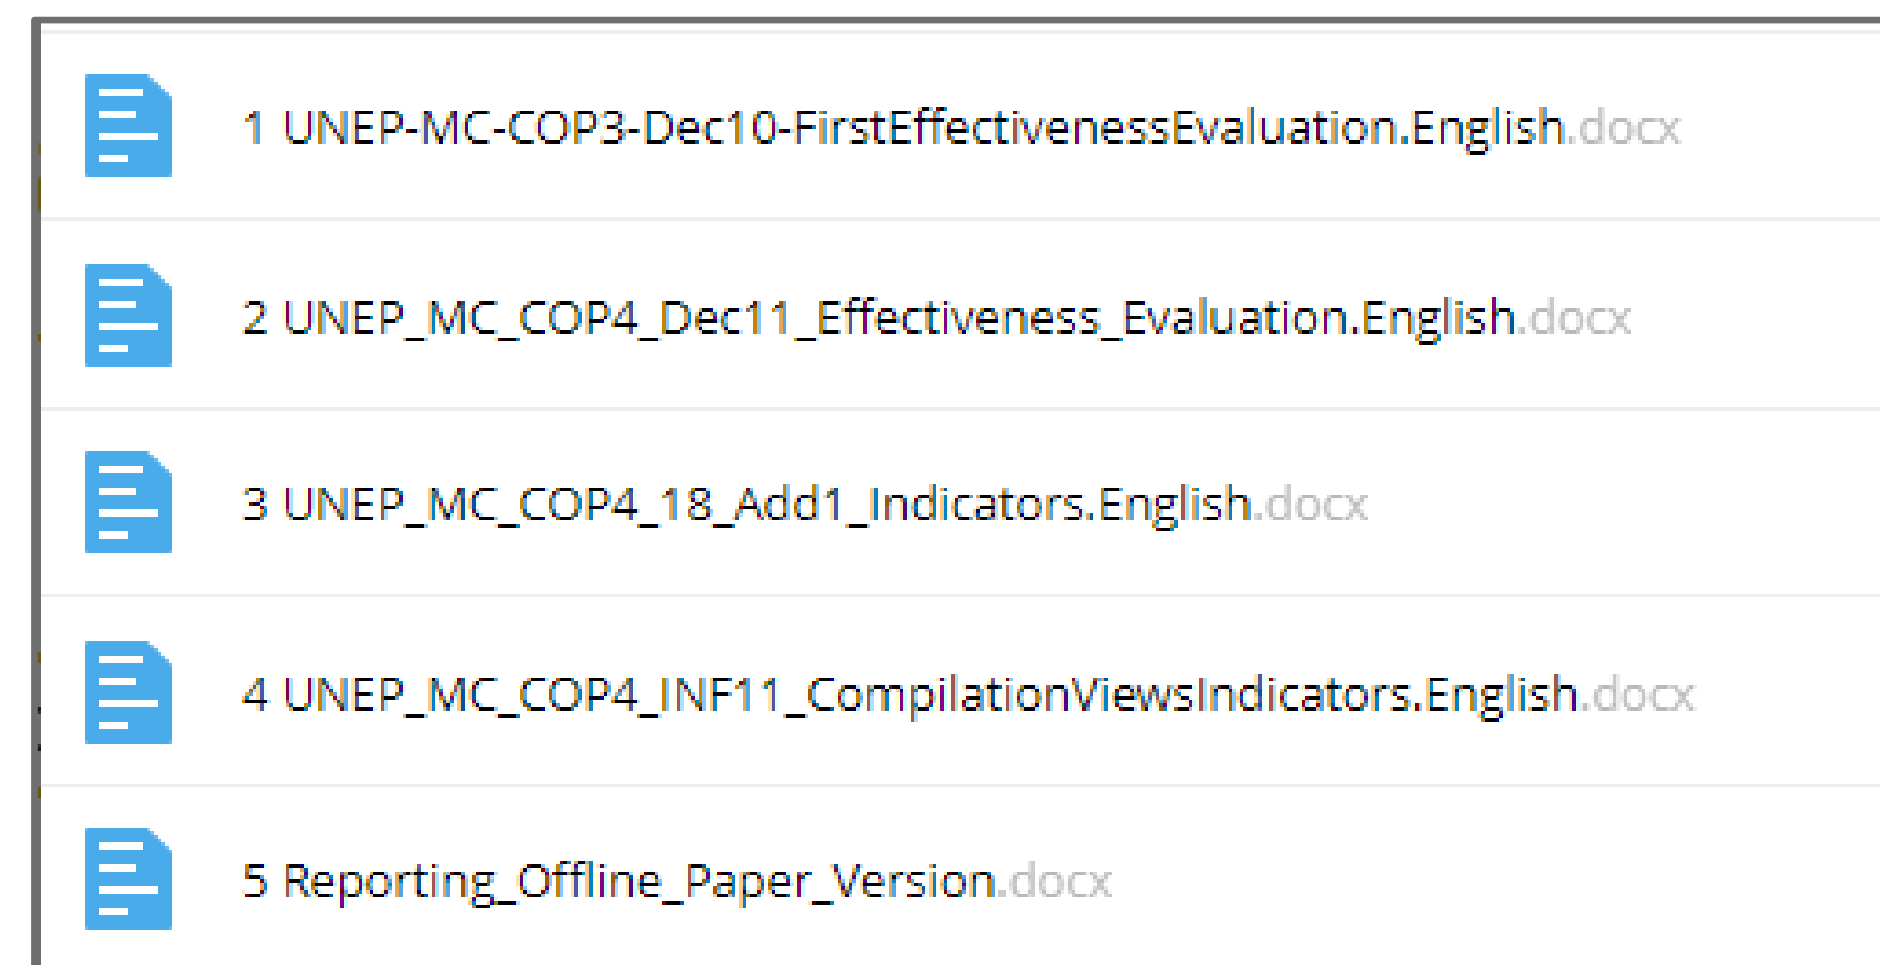 1 UNEP-MC-COP3-Dec10-FirstEffectivenessEvaluation.English.docx
2 UNEP_MC_COP4_Dec11_Effectiveness_Evaluation.English.docx
3 UNEP_MC_COP4_18_Add1_Indicators.English.docx
4 UNEP_MC_COP4_INF11_CompilationViewsIndicators.English.docx
5 Reporting_Offline_Paper_Version.docx